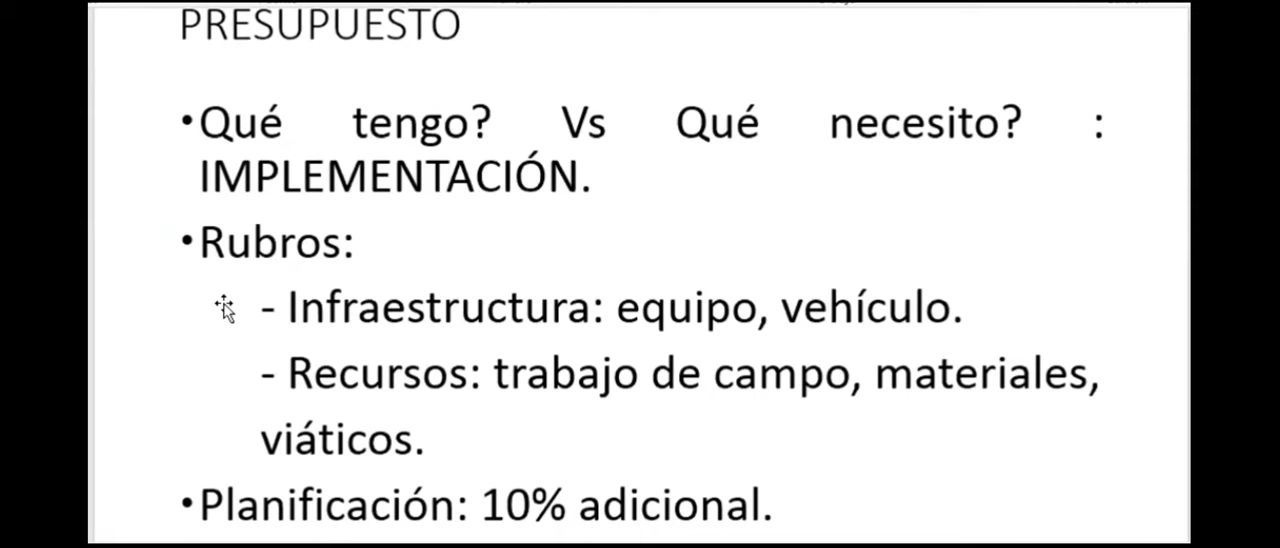 PRESUPUESTO
•Qué tengo? Vs Qué necesito? :
IMPLEMENTACIÓN.
•Rubros:
- Infraestructura: equipo, vehículo.
- Recursos: trabajo de campo, materiales,
viáticos.
•Planificación: 10% adicional.